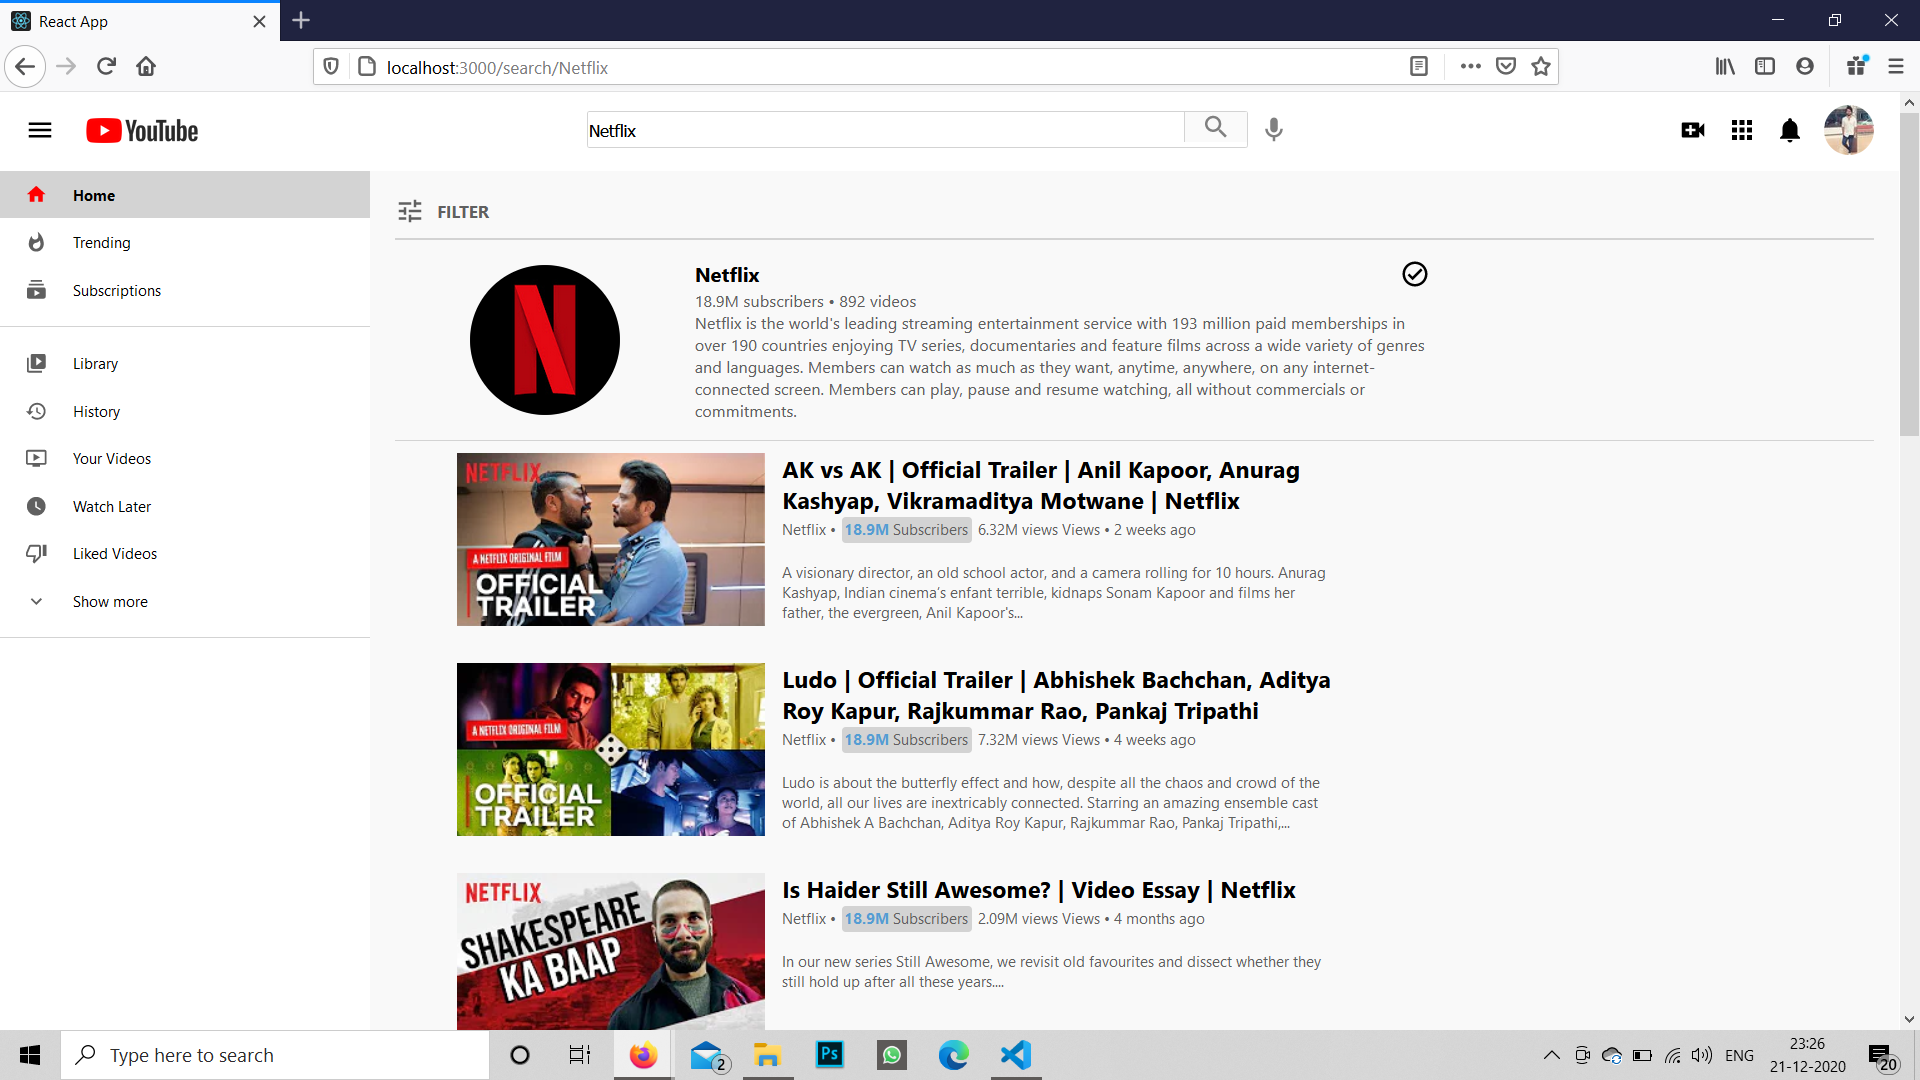 React App
localhost:3000/search/Netflix
YouTube
Netflix
Home
Trending
Subscriptions
Library
History
Your Videos
Watch Later
Liked Videos
Show more
FILTER
Netflix
18.9M subscribers • 892 videos
Netflix is the world's leading streaming entertainment service with 193 million paid memberships in
over 190 countries enjoying TV series, documentaries and feature films across a wide variety of genres
and languages. Members can watch as much as they want, anytime, anywhere, on any internet-
connected screen. Members can play, pause and resume watching, all without commercials or
commitments.
NETFLIX
A NETFLIX ORIGINAL FILM
OFFICIAL
TRAILER
AK vs AK | Official Trailer | Anil Kapoor, Anurag
Kashyap, Vikramaditya Motwane | Netflix
Netflix • 18.9M Subscribers 6.32M views Views • 2 weeks ago
A visionary director, an old school actor, and a camera rolling for 10 hours. Anurag
Kashyap, Indian cinema's enfant terrible, kidnaps Sonam Kapoor and films her
father, the evergreen, Anil Kapoor's...
A NETFLIX ORIGINAL FILM
OFFICIAL
TRAILER
Ludo | Official Trailer | Abhishek Bachchan, Aditya
Roy Kapur, Rajkummar Rao, Pankaj Tripathi
Netflix • 18.9M Subscribers 7.32M views Views • 4 weeks ago
Ludo is about the butterfly effect and how, despite all the chaos and crowd of the
world, all our lives are inextricably connected. Starring an amazing ensemble cast
of Abhishek A Bachchan, Aditya Roy Kapur, Rajkummar Rao, Pankaj Tripathi,...
NETFLIX
SHAKESPEARE
KA BAAP
Is Haider Still Awesome? | Video Essay | Netflix
Netflix • 18.9M Subscribers 2.09M views Views • 4 months ago
In our new series Still Awesome, we revisit old favourites and dissect whether they
still hold up after all these years....
Type here to search
2
Ps
ENG
23:26
21-12-2020
20